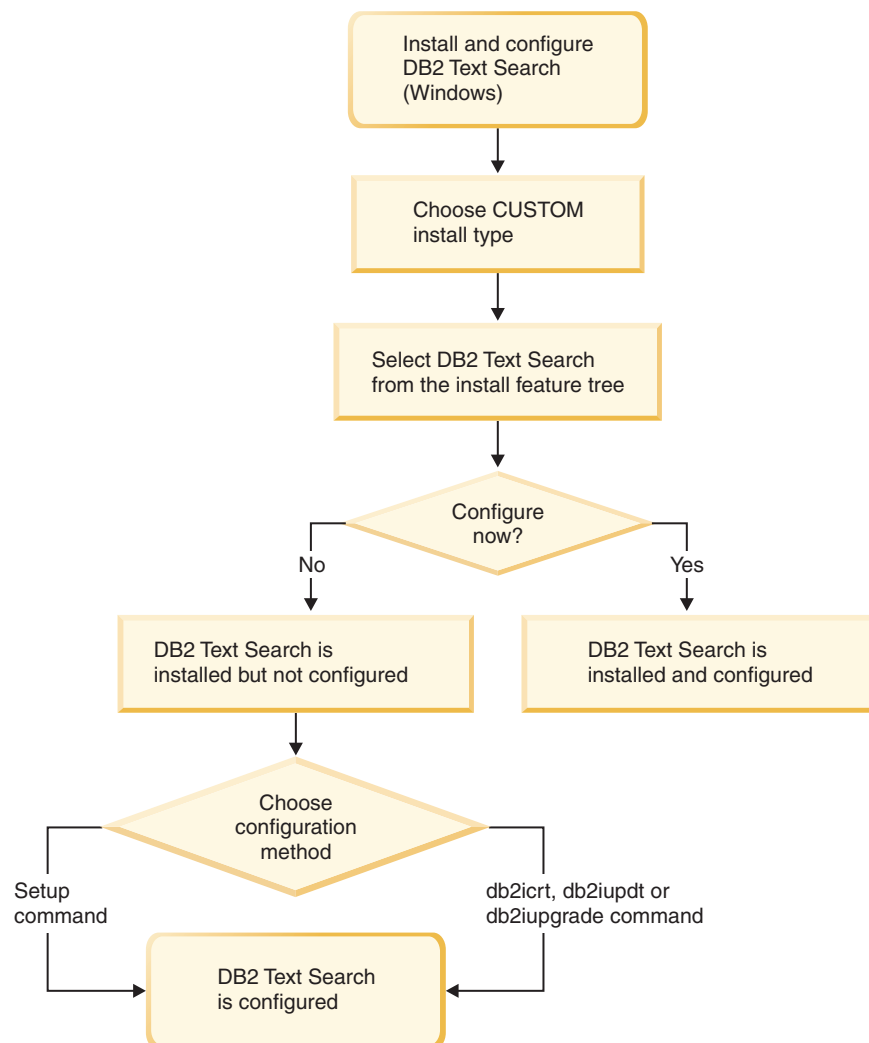 Install and configure
DB2 Text Search
(Windows)
Choose CUSTOM
install type
Select DB2 Text Search
from the install feature tree
Configure
now?
No
Yes
DB2 Text Search is
installed but not configured
DB2 Text Search is
installed and configured
Choose
configuration
method
Setup
command
db2icrt, db2iupdt or
db2iupgrade command
DB2 Text Search
is configured